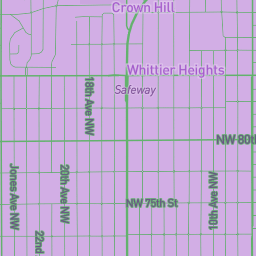 Crown Hill
Whittier Heights
Safeway
18th Ave NW
NW 80th
Jones Ave NW
20th Ave NW
10th Ave NW
NW 75th St
22nd